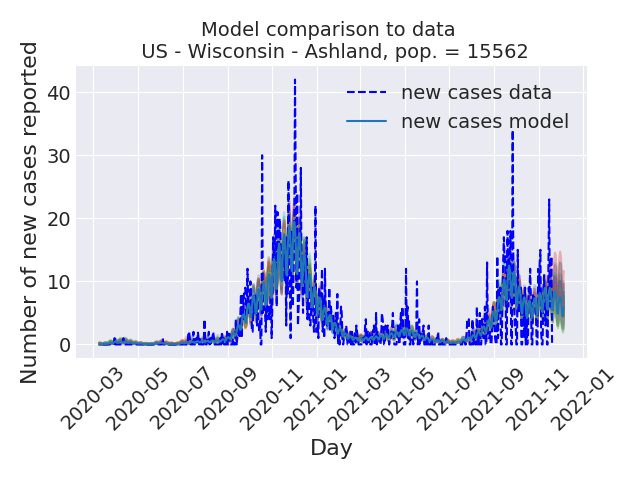 Model comparison to data
US - Wisconsin - Ashland, pop. = 15562
Number of new cases reported
40
30
20
10
0
new cases data
new cases model
2020-03
2020-05
2020-07
2020-09
2020-11
2021-01
2021-03
2021-05
2021-07
2021-09
2021-11
2022-01
Day